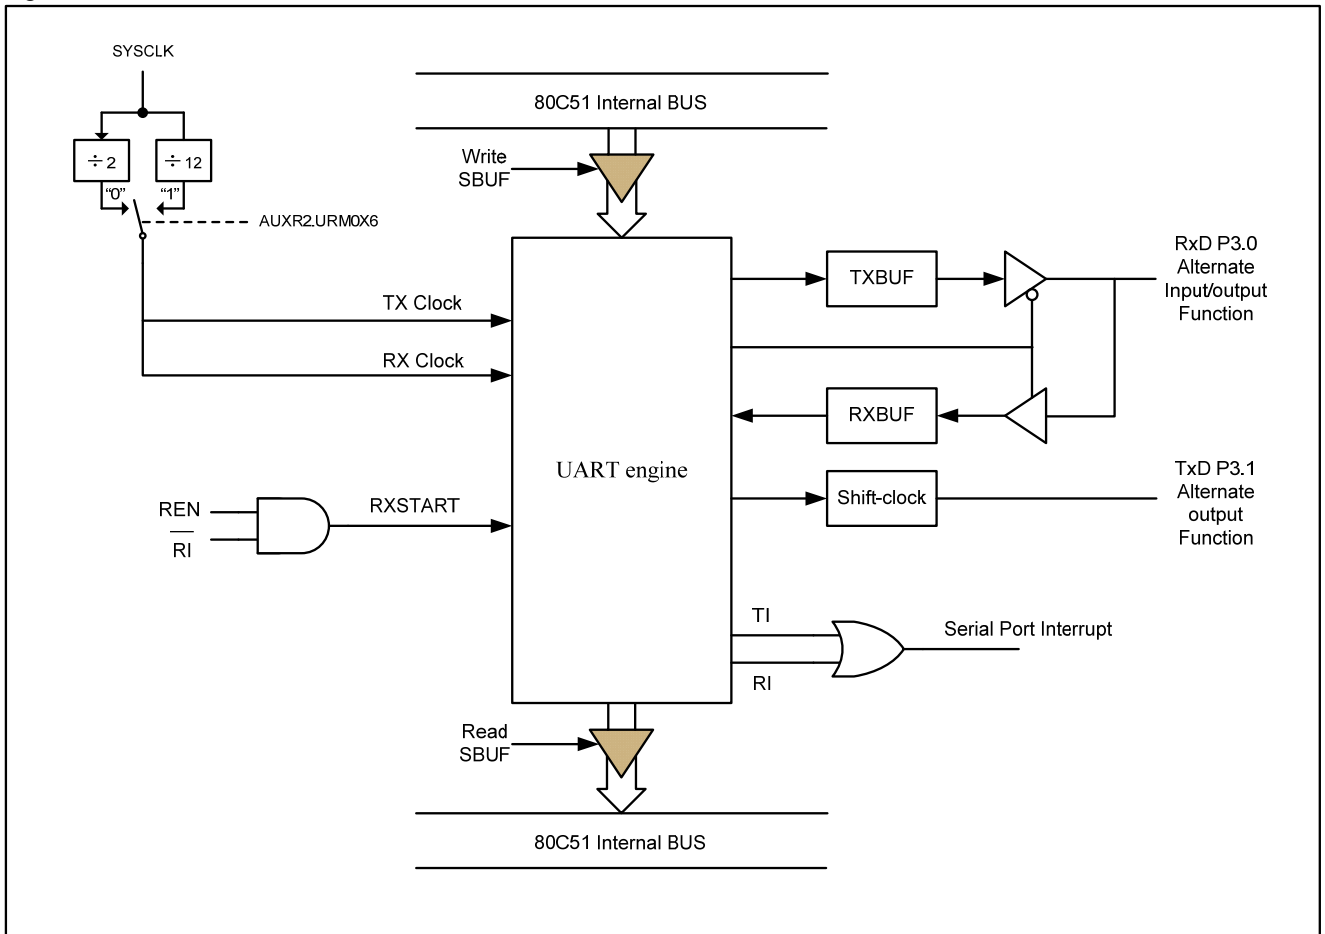 SYSCLK
÷ 2
÷ 12
"0"
"1"
AUXR2.URM0X6
80C51 Internal BUS
Write
SBUF
TX Clock
RX Clock
REN
RI
RXSTART
UART engine
TXBUF
RXBUF
Shift-clock
RxD P3.0
Alternate
Input/output
Function
TxD P3.1
Alternate
output
Function
TI
RI
Serial Port Interrupt
Read
SBUF
80C51 Internal BUS